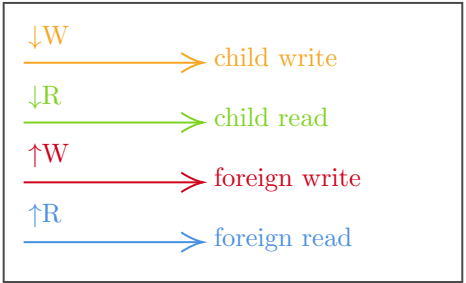 ↓W
child write
↓R
child read
↑W
foreign write
↑R
foreign read